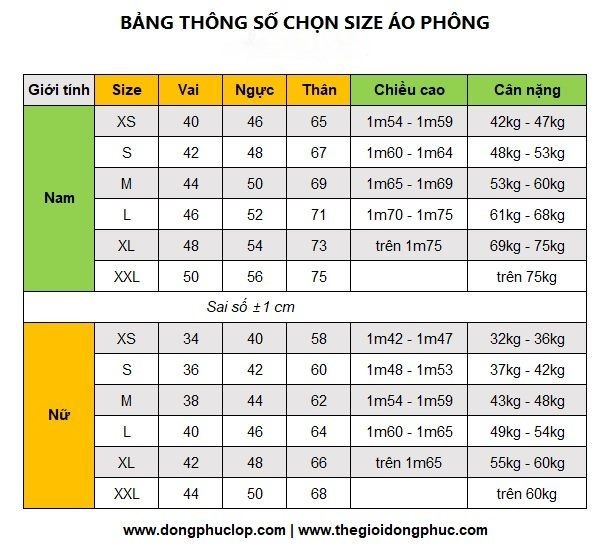 BẢNG THÔNG SỐ CHỌN SIZE ÁO PHÔNG
Giới tính Size Vai Ngực Thân Chiều cao Cân nặng
XS 40 46 65 1m54 - 1m59 42kg - 47kg
S 42 48 67 1m60 - 1m64 48kg - 53kg
M 44 50 69 1m65 - 1m69 53kg - 60kg
Nam
L 46 52 71 1m70 - 1m75 61kg - 68kg
XL 48 54 73 trên 1m75 69kg - 75kg
XXL 50 56 75 trên 75kg
Sai số ±1 cm
XS 34 40 58 1m42 - 1m47 32kg - 36kg
S 36 42 60 1m48 - 1m53 37kg - 42kg
M 38 44 62 1m54 - 1m59 43kg - 48kg
Nữ
L 40 46 64 1m60 - 1m65 49kg - 54kg
XL 42 48 66 trên 1m65 55kg - 60kg
XXL 44 50 68 trên 60kg
www.dongphuclop.com | www.thegioidongphuc.com